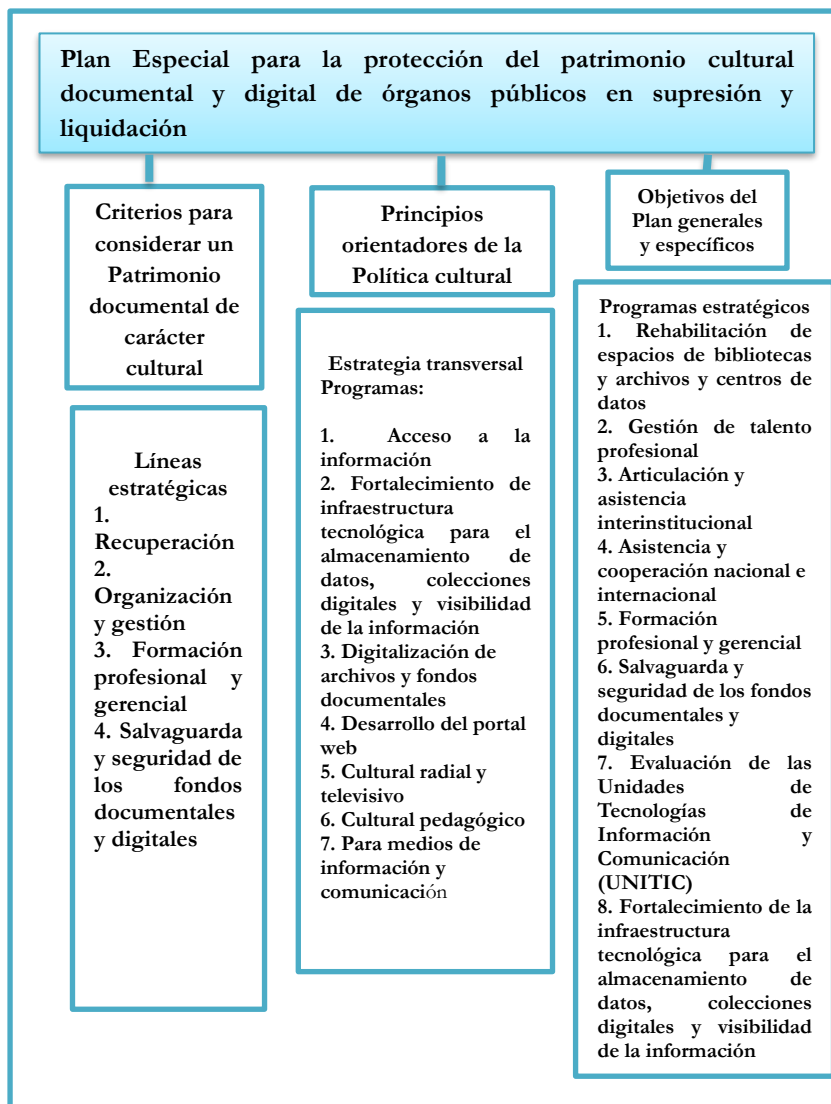 Plan Especial para la protección del patrimonio cultural
documental y digital de órganos públicos en supresión y
liquidación
Criterios para
considerar un
Patrimonio
documental de
carácter
cultural
Líneas
estratégicas
1.
Recuperación
2.
Organización
y gestión
3. Formación
profesional y
gerencial
4. Salvaguarda
y seguridad de
los fondos
documentales
y digitales
Principios
orientadores de la
Política cultural
Estrategia transversal
Programas:
1. Acceso a la
información
2. Fortalecimiento de
infraestructura
tecnológica para el
almacenamiento de
datos, colecciones
digitales y visibilidad
de la información
3. Digitalización de
archivos y fondos
documentales
4. Desarrollo del portal
web
5. Cultural radial y
televisivo
6. Cultural pedagógico
7. Para medios de
información y
comunicación
Objetivos del
Plan generales
y específicos
Programas estratégicos
1. Rehabilitación de
espacios de bibliotecas
y archivos y centros de
datos
2. Gestión de talento
profesional
3. Articulación y
asistencia
interinstitucional
4. Asistencia y
cooperación nacional e
internacional
5. Formación
profesional y gerencial
6. Salvaguarda y
seguridad de los fondos
documentales y
digitales
7. Evaluación de las
Unidades de
Tecnologías de
Información y
Comunicación
(UNITIC)
8. Fortalecimiento de la
infraestructura
tecnológica para el
almacenamiento de
datos, colecciones
digitales y visibilidad
de la información